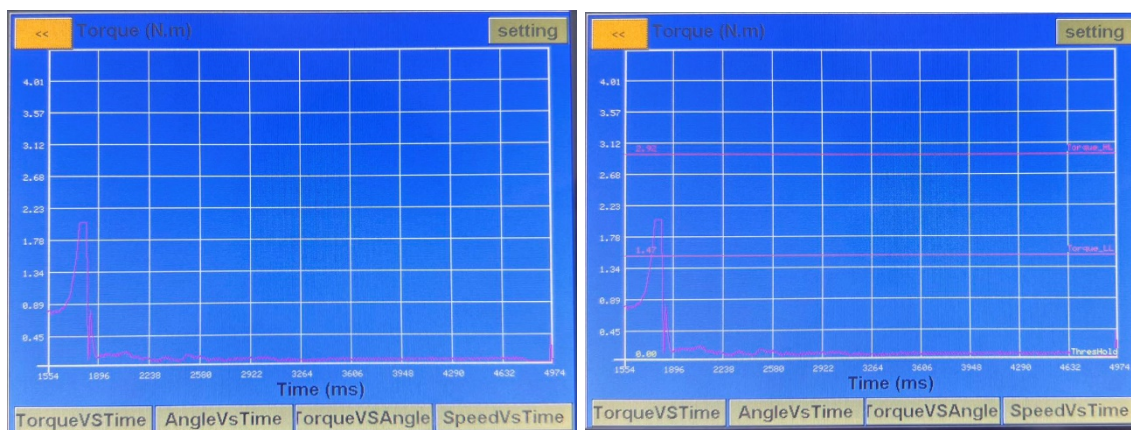 << Torque (N.m) setting
4.01
3.57
3.12
2.68
2.23
1.78
1.34
0.89
0.45
1554 1896 2238 2580 2922 3264 3606 3948 4290 4632 4974
Time (ms)
TorqueVSTime AngleVsTime TorqueVSAngle SpeedVsTime
<< Torque (N.m) setting
4.01
3.57
3.12
2.92 Torque_HL
2.68
2.23
1.78
1.47 Torque_LL
1.34
0.89
0.45
0.00 ThresHold
1554 1896 2238 2580 2922 3264 3606 3948 4290 4632 4974
Time (ms)
TorqueVSTime AngleVsTime TorqueVSAngle SpeedVsTime